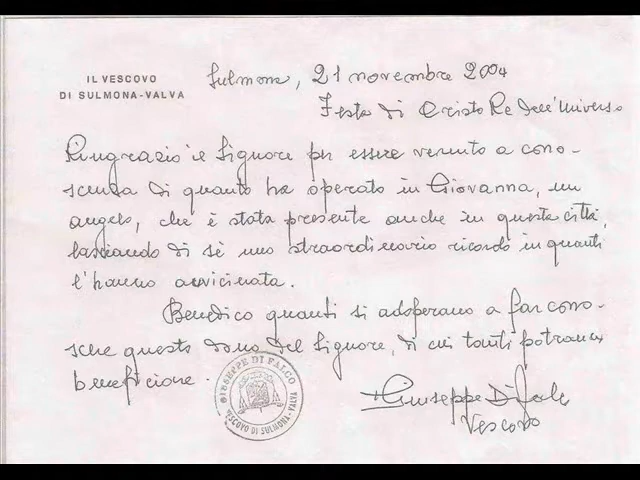 IL VESCOVO
DI SULMONA-VALVA
Sulmona, 21 novembre 2004
Festa di Cristo Re dell'Universo
Ringrazio il Signore per essere venuto a cono-
scenza di quanto ha operato in Giovanna, un
angelo, che è stata presente anche in questa città,
lasciando di sè uno straordinario ricordo in quanti
l'hanno avvicinata.
Benedico quanti si adoperano a far cono-
scere questo dono del Signore, di cui tanti potranno
beneficiare.
+ Giuseppe Di Falco
Vescovo
GIUSEPPE DI FALCO
VESCOVO DI SULMONA-VALVA